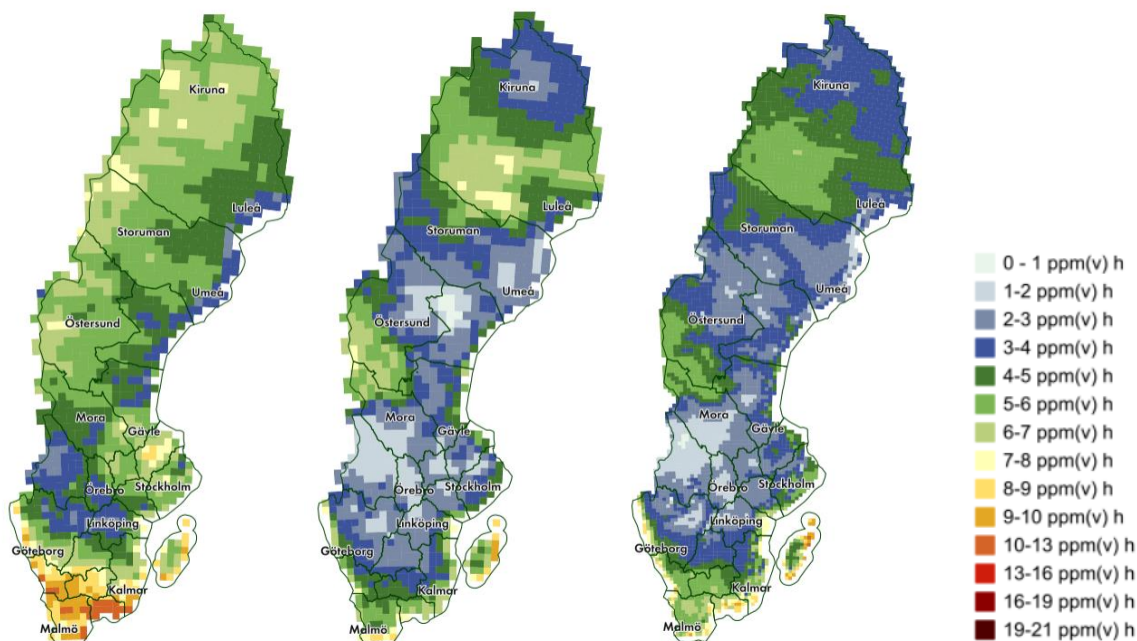 Kiruna
Luleå
Storuman
Umeå
Östersund
Mora
Gävle
Örebro
Stockholm
Linköping
Göteborg
Kalmar
Malmö
Kiruna
Luleå
Storuman
Umeå
Östersund
Mora
Gävle
Örebro
Stockholm
Linköping
Göteborg
Kalmar
Malmö
Kiruna
Luleå
Storuman
Umeå
Östersund
Mora
Gävle
Örebro
Stockholm
Linköping
Göteborg
Kalmar
Malmö
0 - 1 ppm(v) h
1-2 ppm(v) h
2-3 ppm(v) h
3-4 ppm(v) h
4-5 ppm(v) h
5-6 ppm(v) h
6-7 ppm(v) h
7-8 ppm(v) h
8-9 ppm(v) h
9-10 ppm(v) h
10-13 ppm(v) h
13-16 ppm(v) h
16-19 ppm(v) h
19-21 ppm(v) h